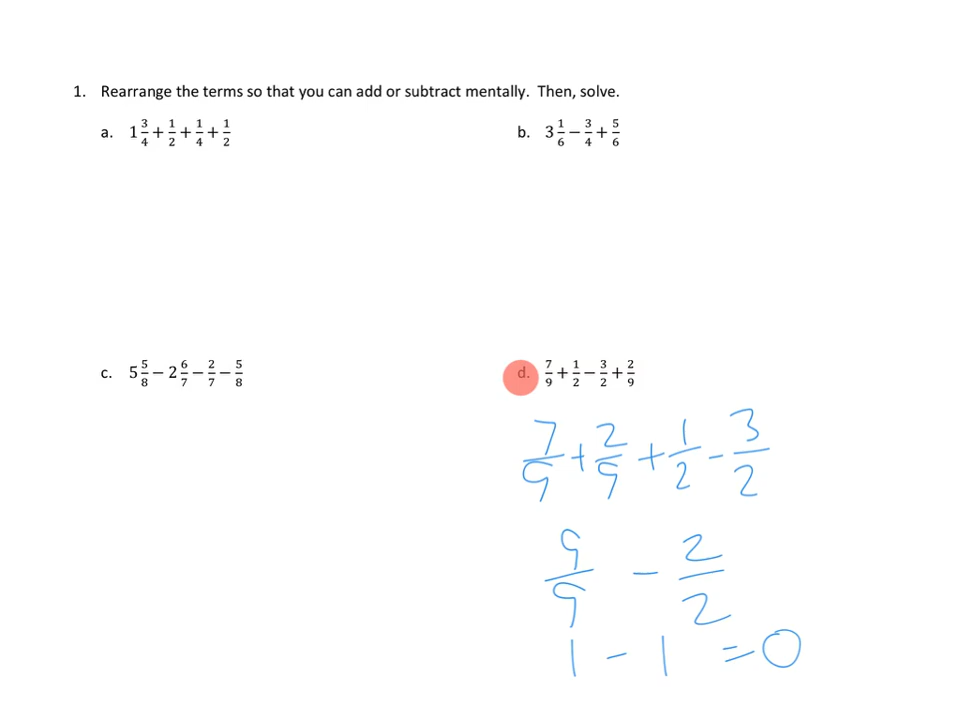 1. Rearrange the terms so that you can add or subtract mentally. Then, solve.
a. 1 3/4 + 1/2 + 1/4 + 1/2
b. 3 1/6 − 3/4 + 5/6
c. 5 5/8 − 2 6/7 − 2/7 − 5/8
d. 7/9 + 1/2 − 3/2 + 2/9
7/9 + 2/9 + 1/2 - 3/2
9/9 - 2/2
1 - 1 = 0